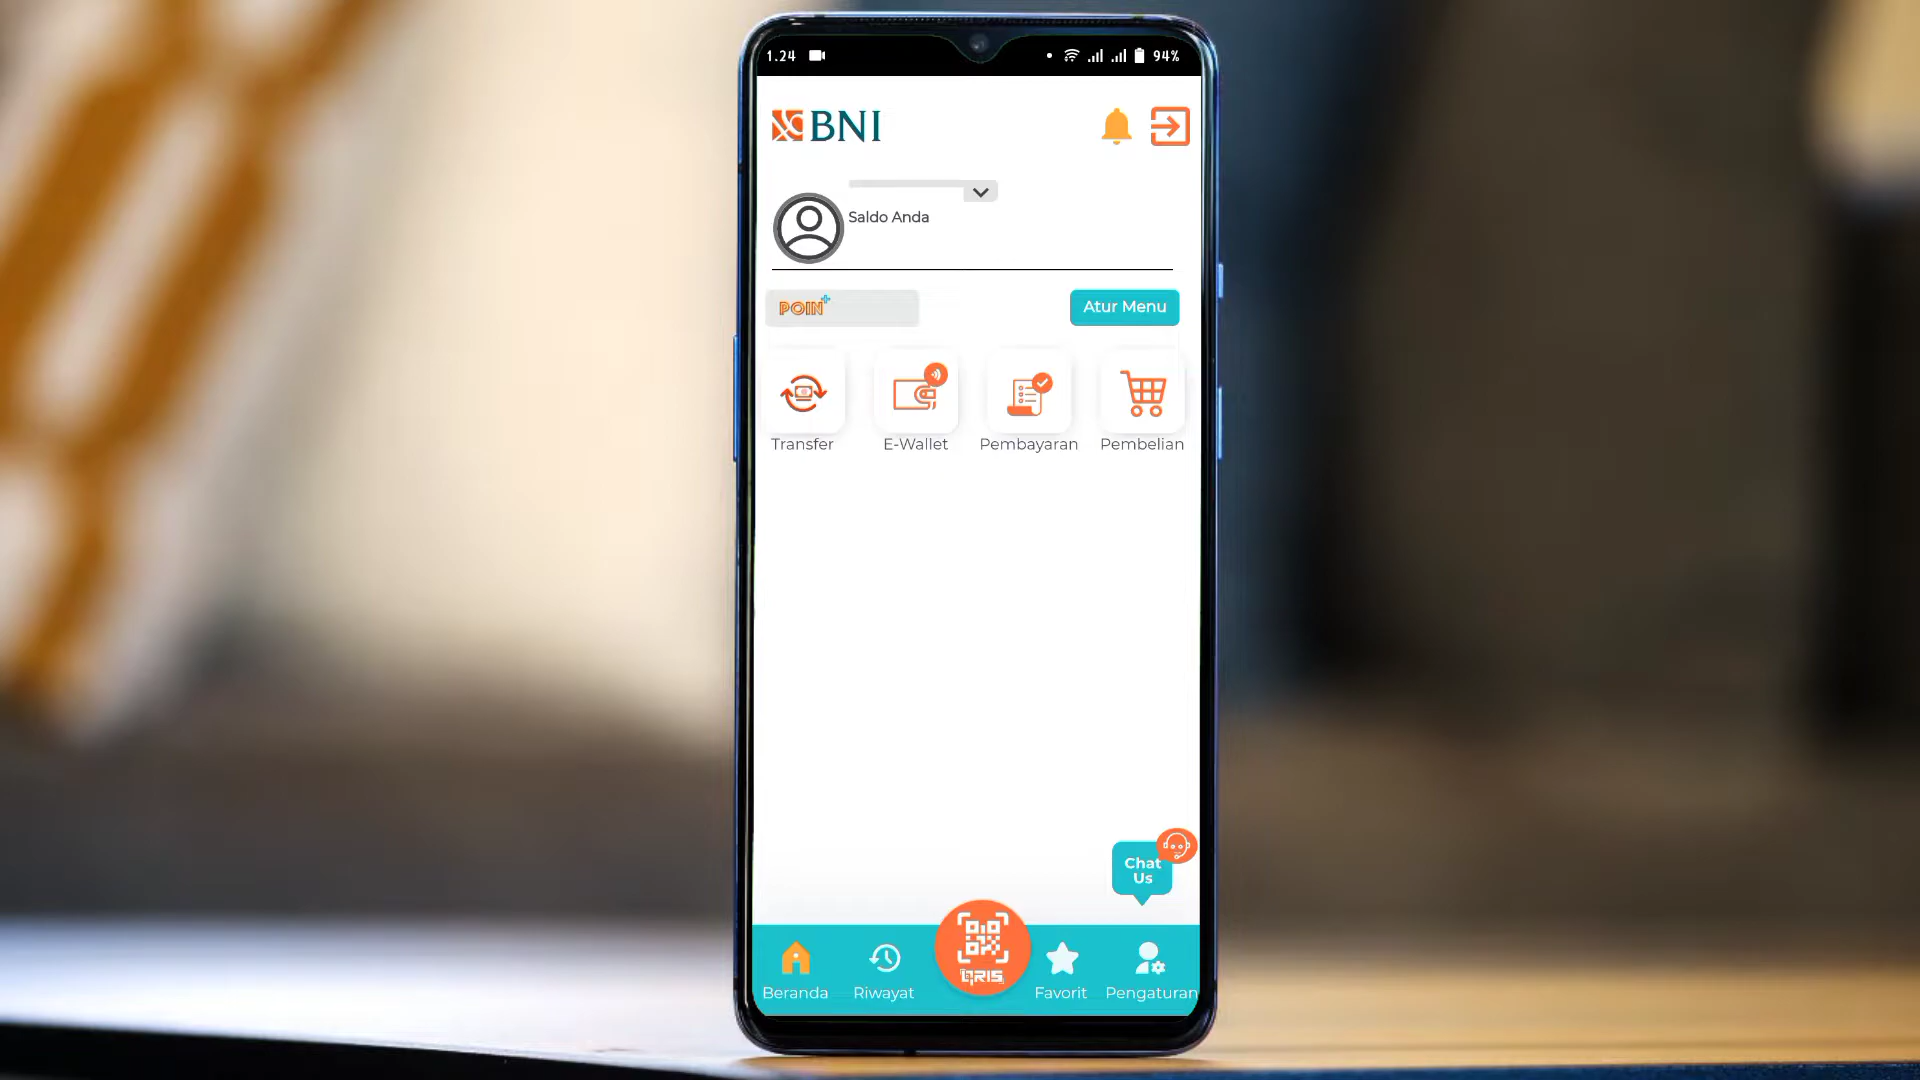 1.24 94%
BNI
Saldo Anda
POIN+ Atur Menu
Transfer E-Wallet Pembayaran Pembelian
Chat
Us
QRIS
Beranda Riwayat Favorit Pengaturan